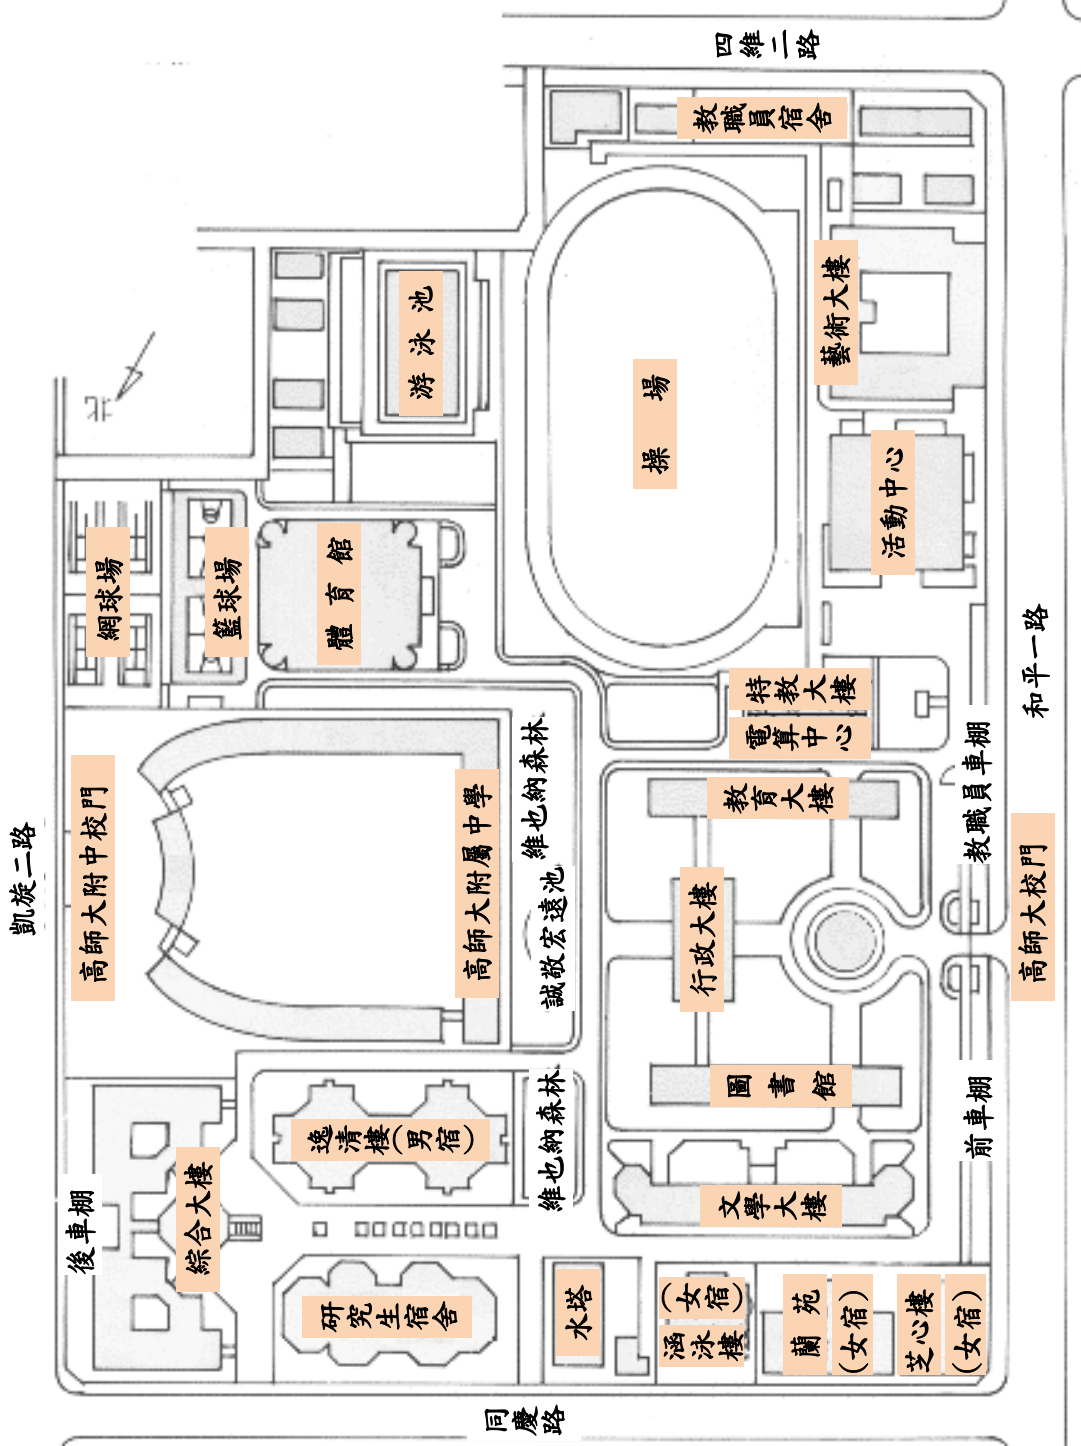 四維二路
教職員宿舍
藝術大樓
游泳池
操場
活動中心
北
網球場
籃球場
體育館
和平一路
特教大樓
電算中心
教職員車棚
教育大樓
維也納森林
高師大附屬中學
高師大附中校門
凱旋二路
誠敬宏遠池
行政大樓
高師大校門
圖書館
前車棚
維也納森林
逸清樓(男宿)
文學大樓
綜合大樓
後車棚
研究生宿舍
水塔
涵泳樓
(女宿)
蘭苑
(女宿)
芝心樓
(女宿)
同慶路